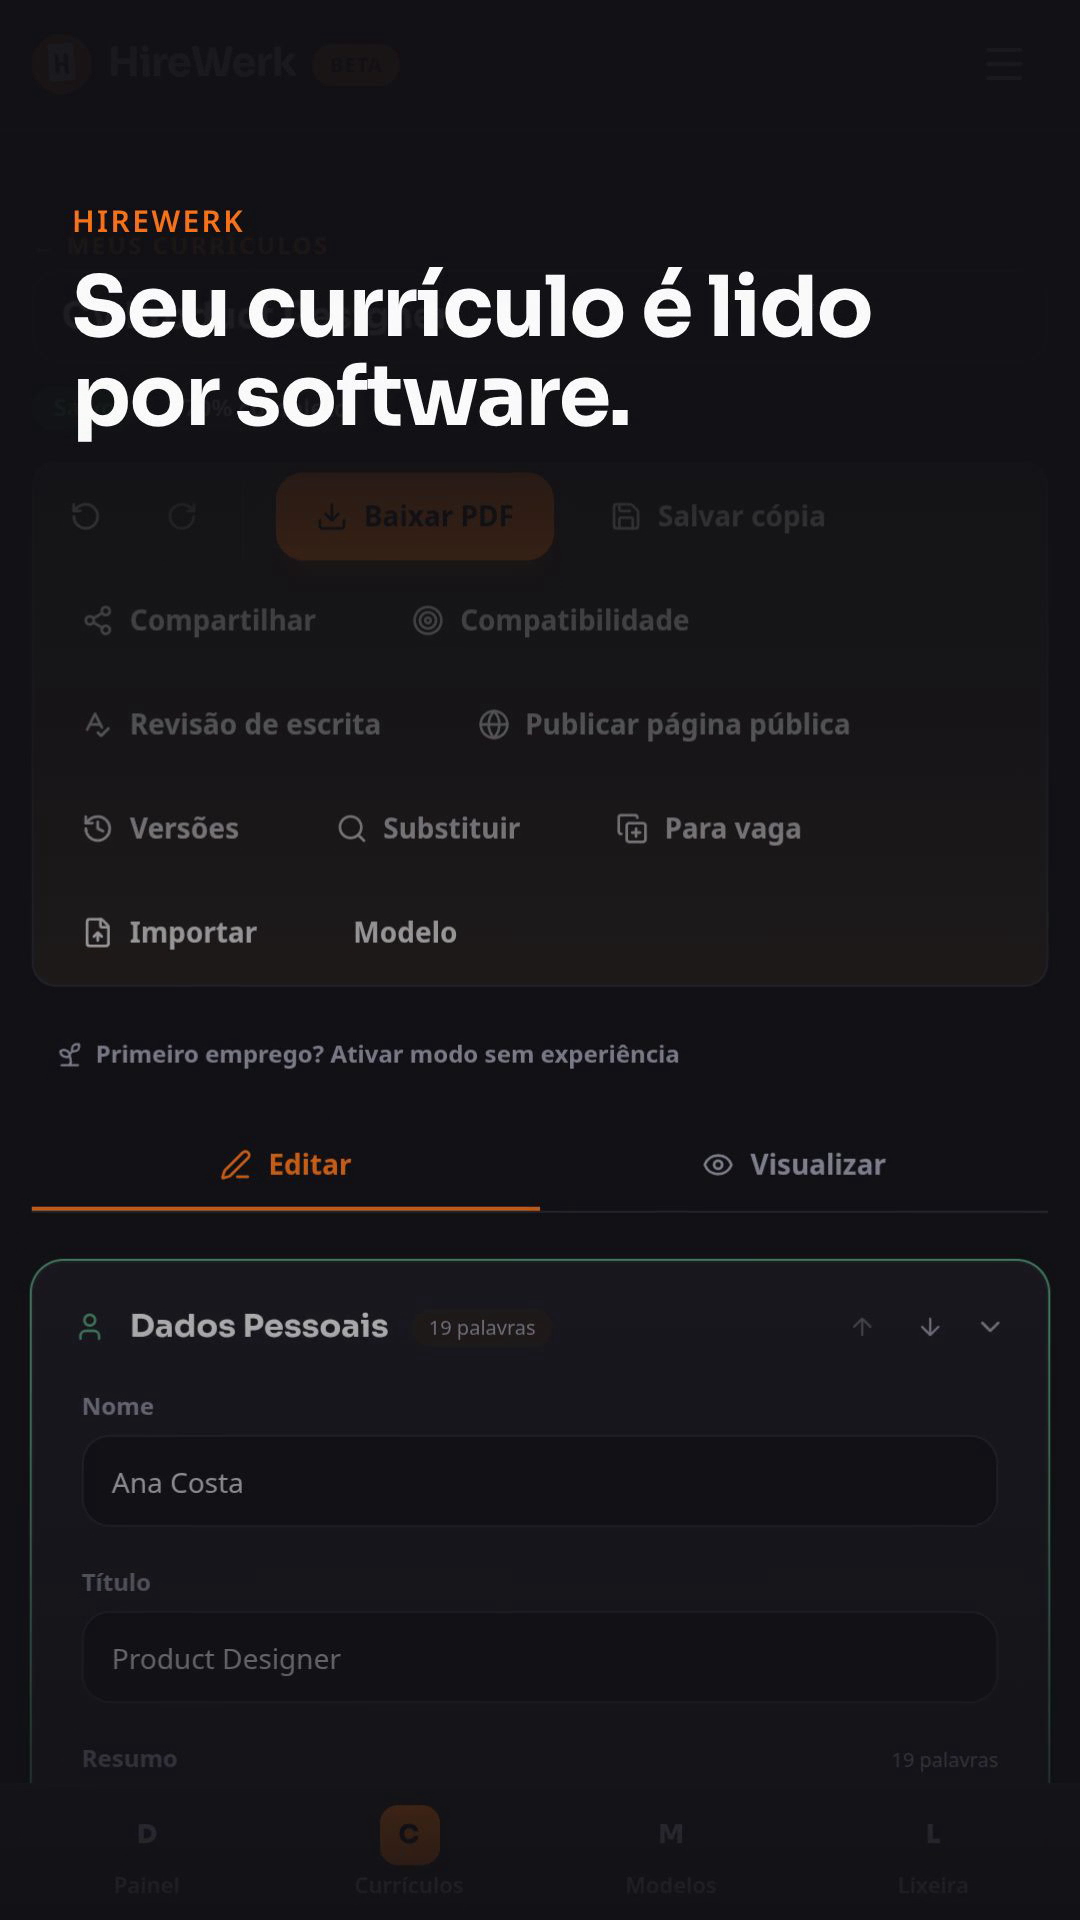 HireWerk BETA
HIREWERK
← MEUS CURRÍCULOS
Seu currículo é lido
por software.
Baixar PDF
Salvar cópia
Compartilhar
Compatibilidade
Revisão de escrita
Publicar página pública
Versões
Substituir
Para vaga
Importar
Modelo
Primeiro emprego? Ativar modo sem experiência
Editar
Visualizar
Dados Pessoais 19 palavras
Nome
Ana Costa
Título
Product Designer
Resumo 19 palavras
D C M L
Painel Currículos Modelos Lixeira